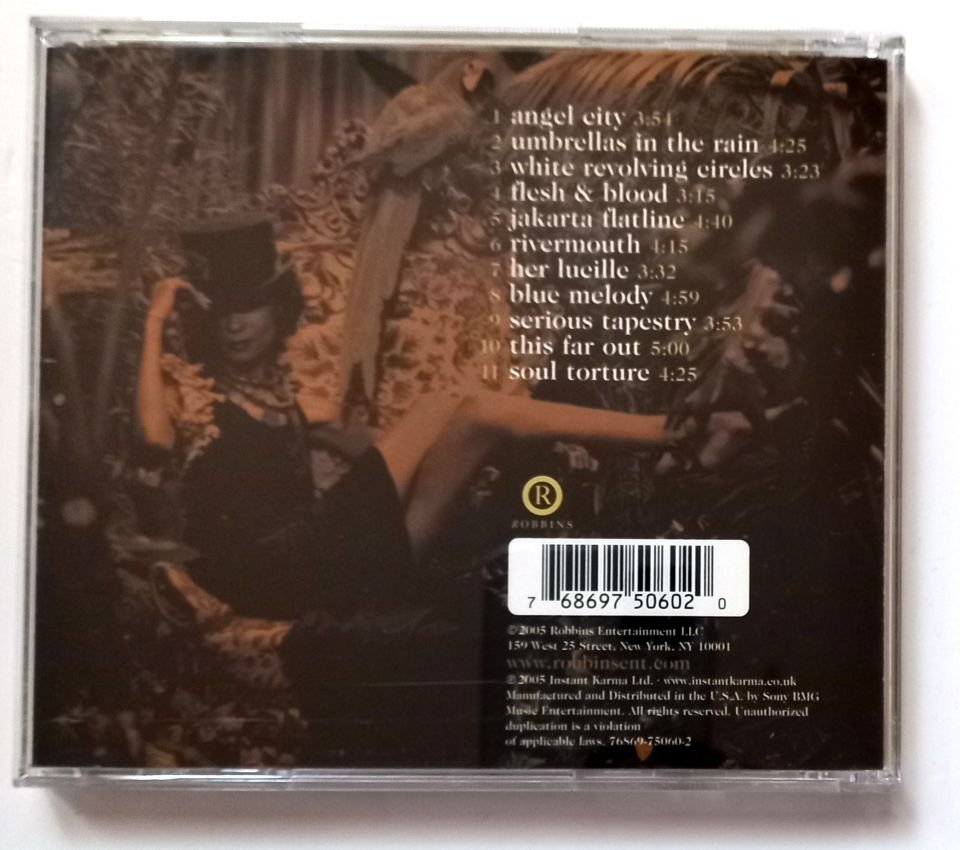 1 angel city 3:54
2 umbrellas in the rain 4:25
3 white revolving circles 3:23
4 flesh & blood 3:15
5 jakarta flatline 4:40
6 rivermouth 4:15
7 her lucille 3:32
8 blue melody 4:59
9 serious tapestry 3:53
10 this far out 5:00
11 soul torture 4:25
R
ROBBINS
7 68697 50602 0
©2005 Robbins Entertainment LLC
159 West 25 Street, New York, NY 10001
www.robbinsent.com
℗2005 Instant Karma Ltd. · www.instantkarma.co.uk
Manufactured and Distributed in the U.S.A. by Sony BMG
Music Entertainment. All rights reserved. Unauthorized
duplication is a violation
of applicable laws. 76869-75060-2